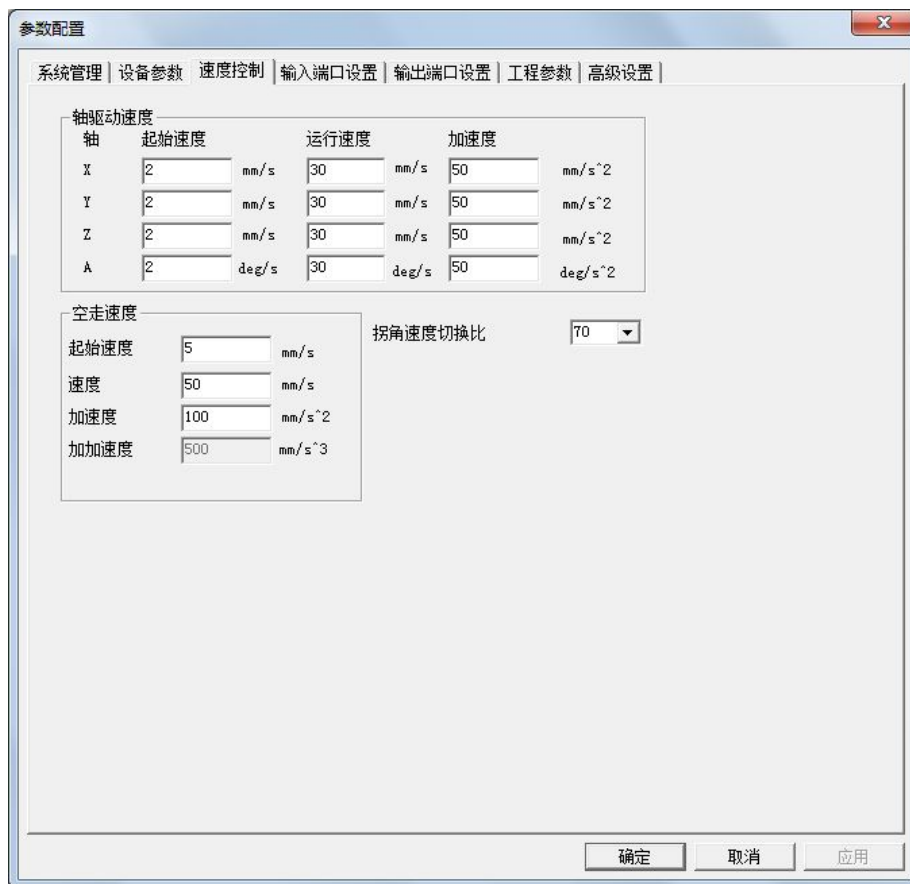 参数配置
系统管理 设备参数 速度控制 输入端口设置 输出端口设置 工程参数 高级设置
轴驱动速度
轴 起始速度 运行速度 加速度
X 2 mm/s 30 mm/s 50 mm/s^2
Y 2 mm/s 30 mm/s 50 mm/s^2
Z 2 mm/s 30 mm/s 50 mm/s^2
A 2 deg/s 30 deg/s 50 deg/s^2
空走速度
起始速度 5 mm/s
拐角速度切换比 70
速度 50 mm/s
加速度 100 mm/s^2
加加速度 500 mm/s^3
确定 取消 应用